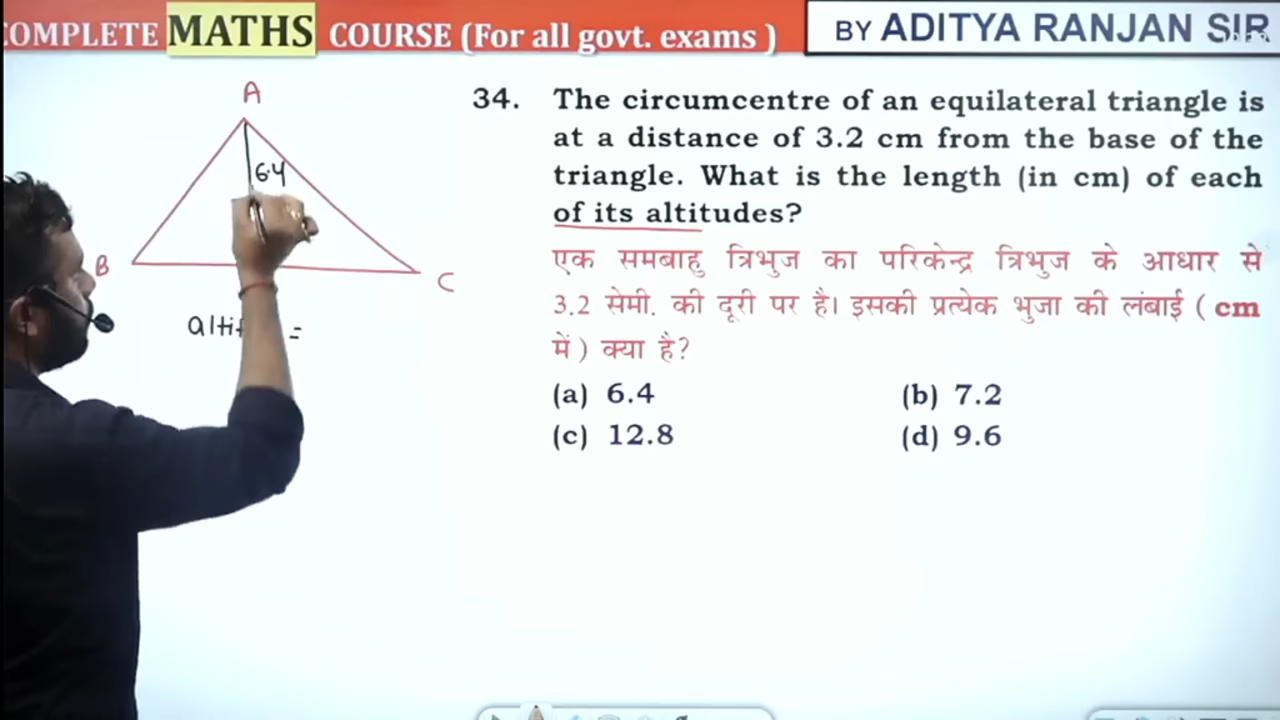 COMPLETE MATHS COURSE (For all govt. exams )
BY ADITYA RANJAN SIR
A
6.4
B
C
=
34. The circumcentre of an equilateral triangle is
at a distance of 3.2 cm from the base of the
triangle. What is the length (in cm) of each
of its altitudes?
एक समबाहु त्रिभुज का परिकेन्द्र त्रिभुज के आधार से
3.2 सेमी. की दूरी पर है। इसकी प्रत्येक भुजा की लंबाई ( cm
में ) क्या है?
(a) 6.4 (b) 7.2
(c) 12.8 (d) 9.6